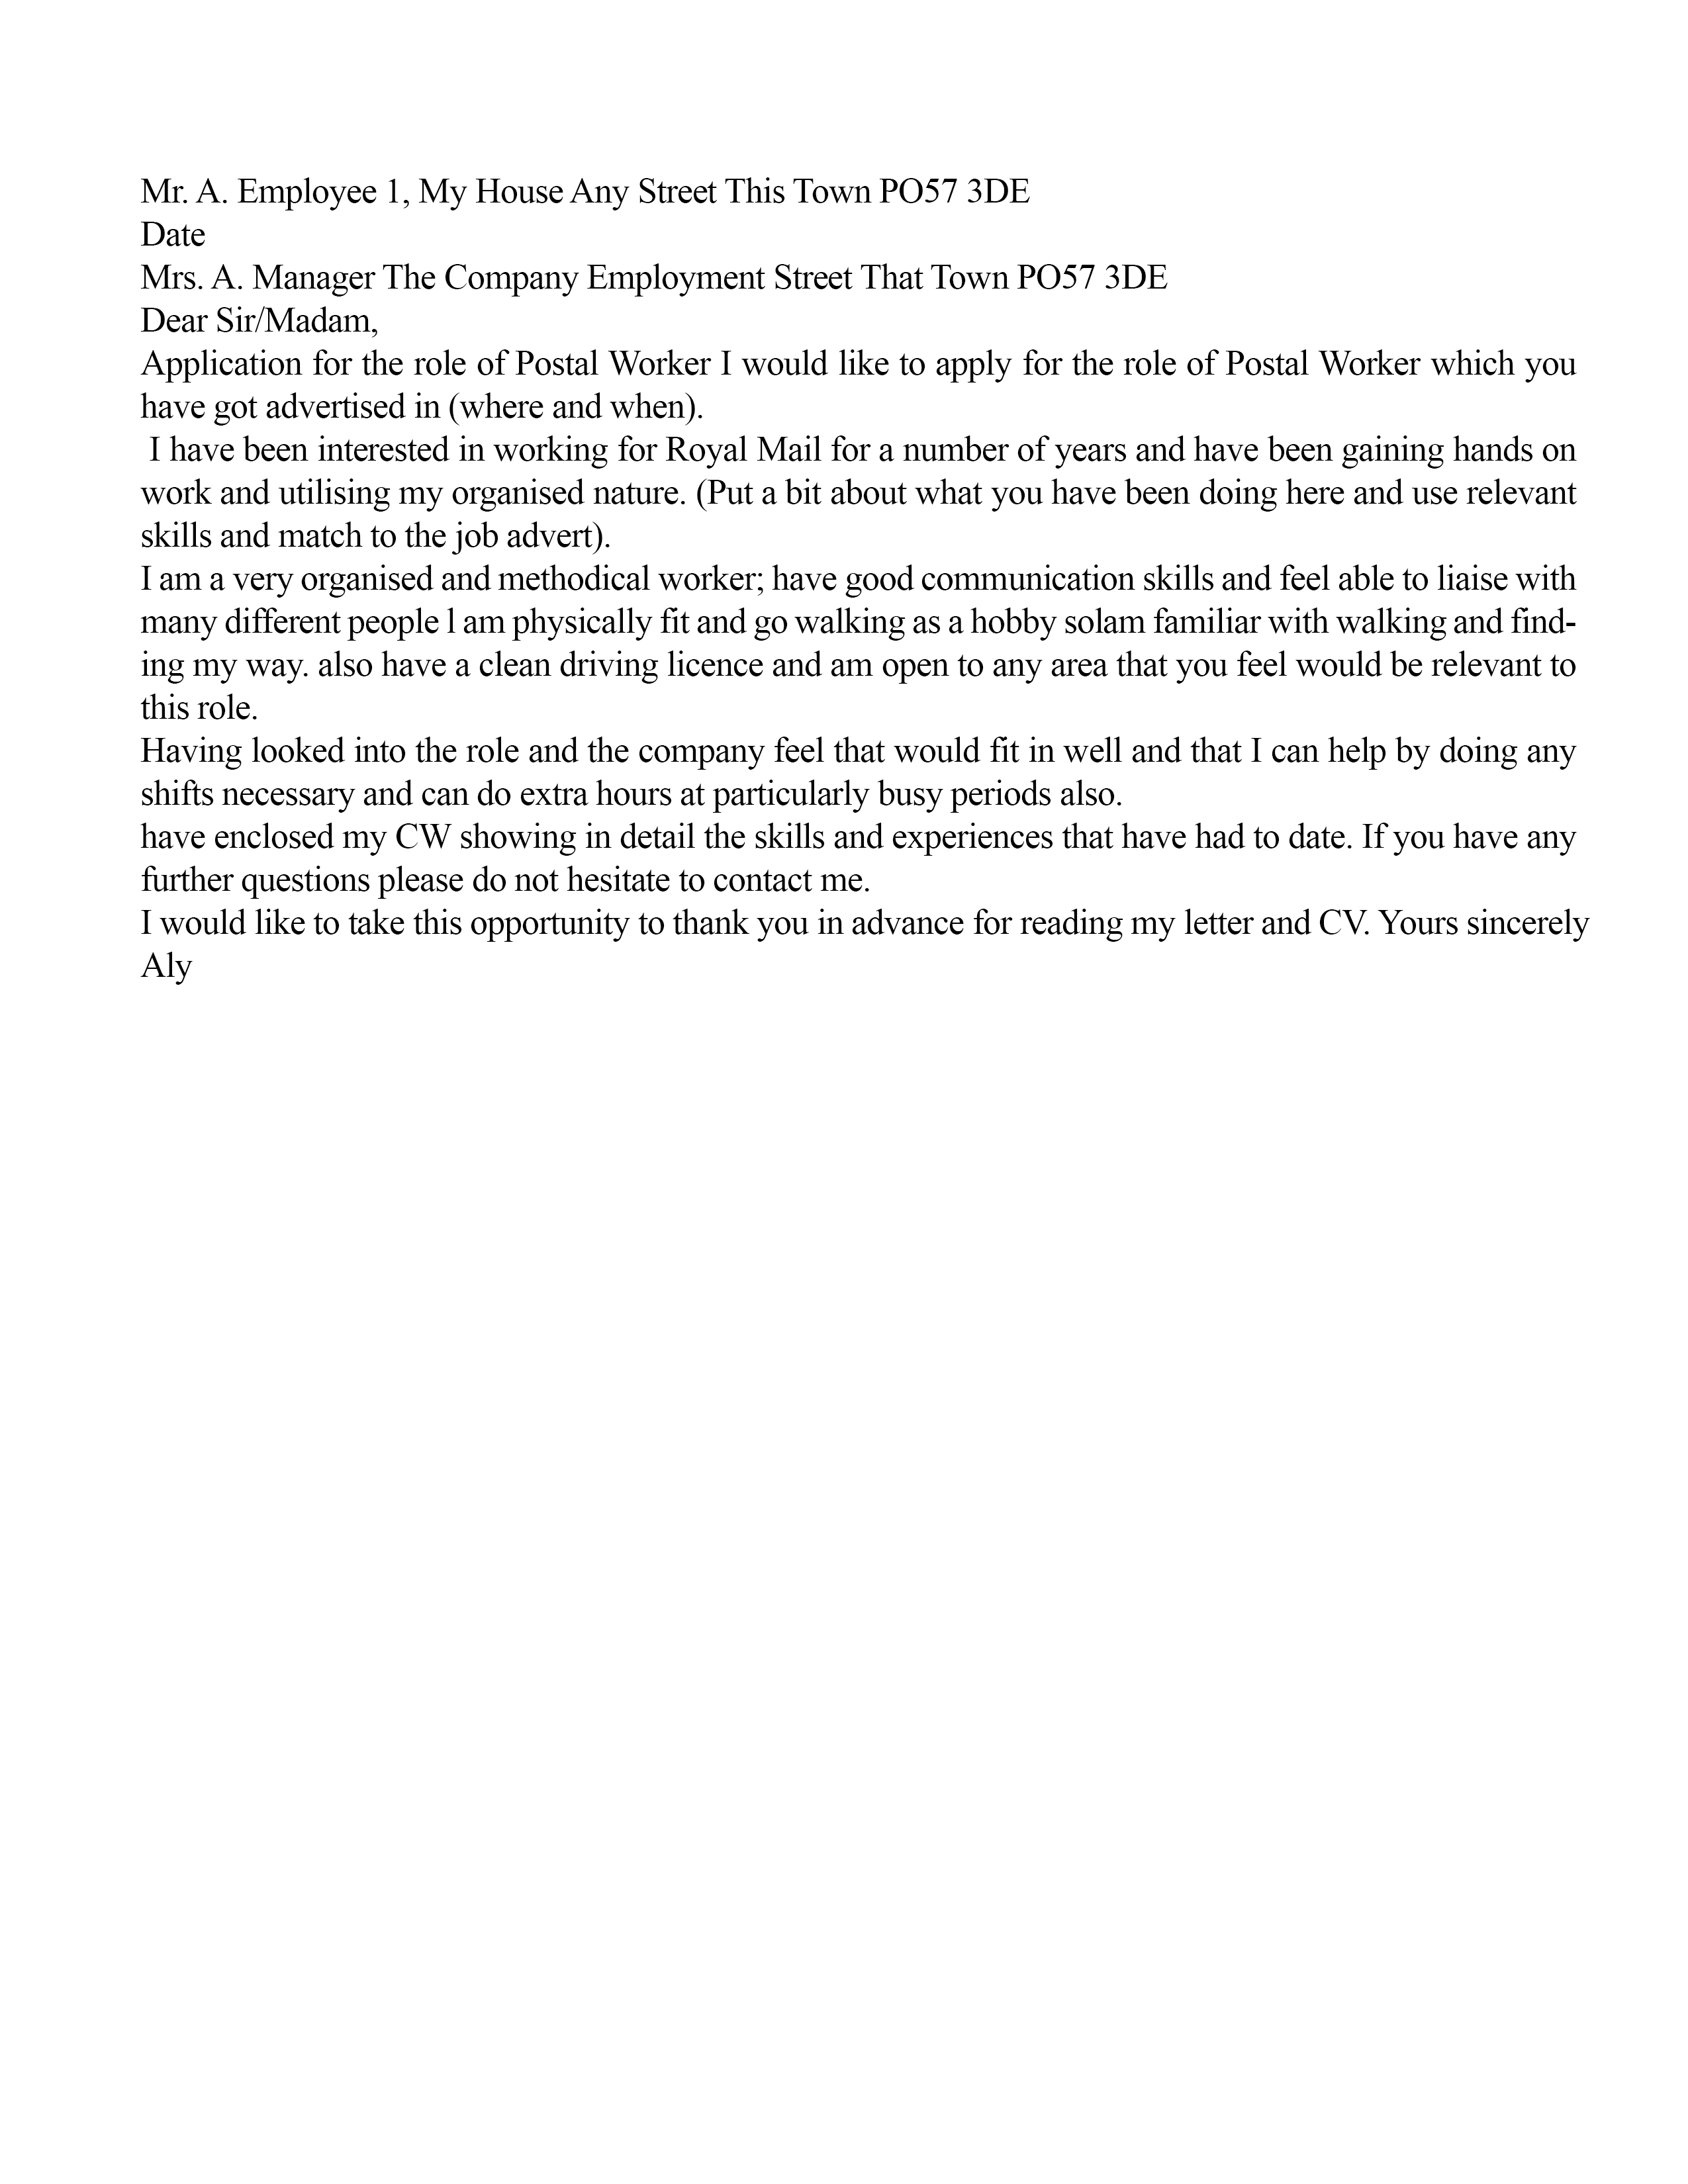 Mr. A. Employee 1, My House Any Street This Town PO57 3DE
Date
Mrs. A. Manager The Company Employment Street That Town PO57 3DE
Dear Sir/Madam,
Application for the role of Postal Worker I would like to apply for the role of Postal Worker which you
have got advertised in (where and when).
I have been interested in working for Royal Mail for a number of years and have been gaining hands on
work and utilising my organised nature. (Put a bit about what you have been doing here and use relevant
skills and match to the job advert).
I am a very organised and methodical worker; have good communication skills and feel able to liaise with
many different people l am physically fit and go walking as a hobby solam familiar with walking and find-
ing my way. also have a clean driving licence and am open to any area that you feel would be relevant to
this role.
Having looked into the role and the company feel that would fit in well and that I can help by doing any
shifts necessary and can do extra hours at particularly busy periods also.
have enclosed my CW showing in detail the skills and experiences that have had to date. If you have any
further questions please do not hesitate to contact me.
I would like to take this opportunity to thank you in advance for reading my letter and CV. Yours sincerely
Aly